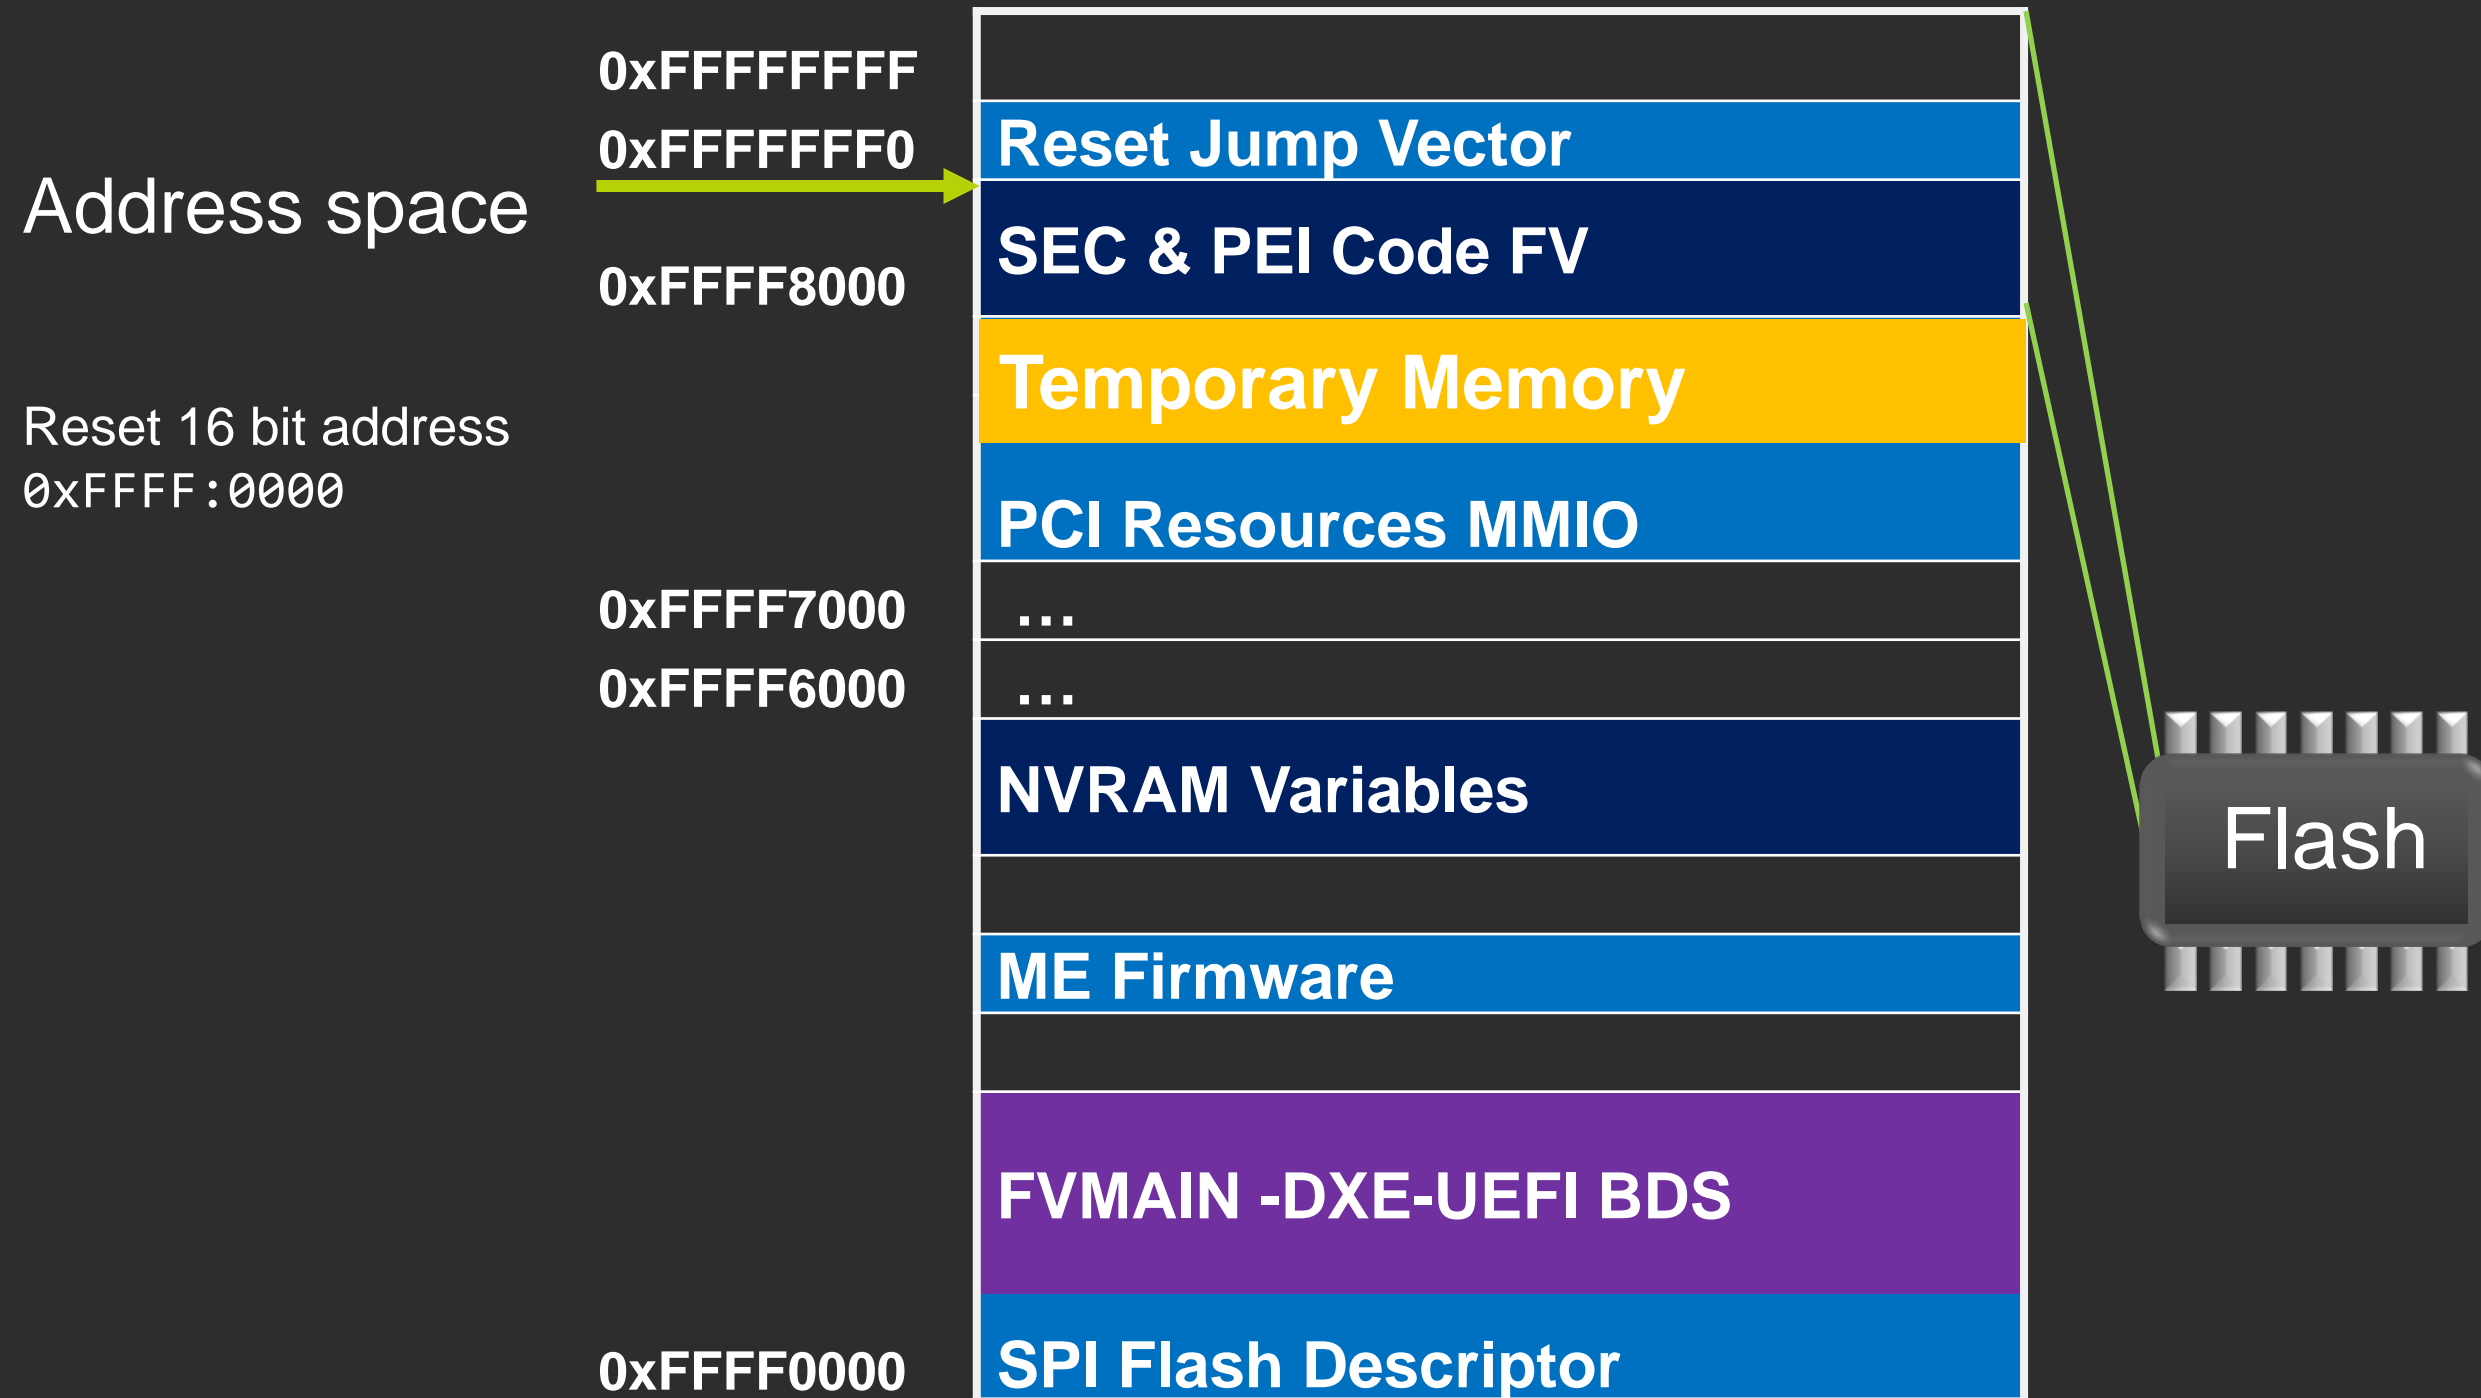 0xFFFFFFFF
0xFFFFFFF0
Reset Jump Vector
Address space
SEC & PEI Code FV
0xFFFF8000
Temporary Memory
Reset 16 bit address
0xFFFF:0000
PCI Resources MMIO
0xFFFF7000
...
0xFFFF6000
...
NVRAM Variables
Flash
ME Firmware
FVMAIN -DXE-UEFI BDS
0xFFFF0000
SPI Flash Descriptor